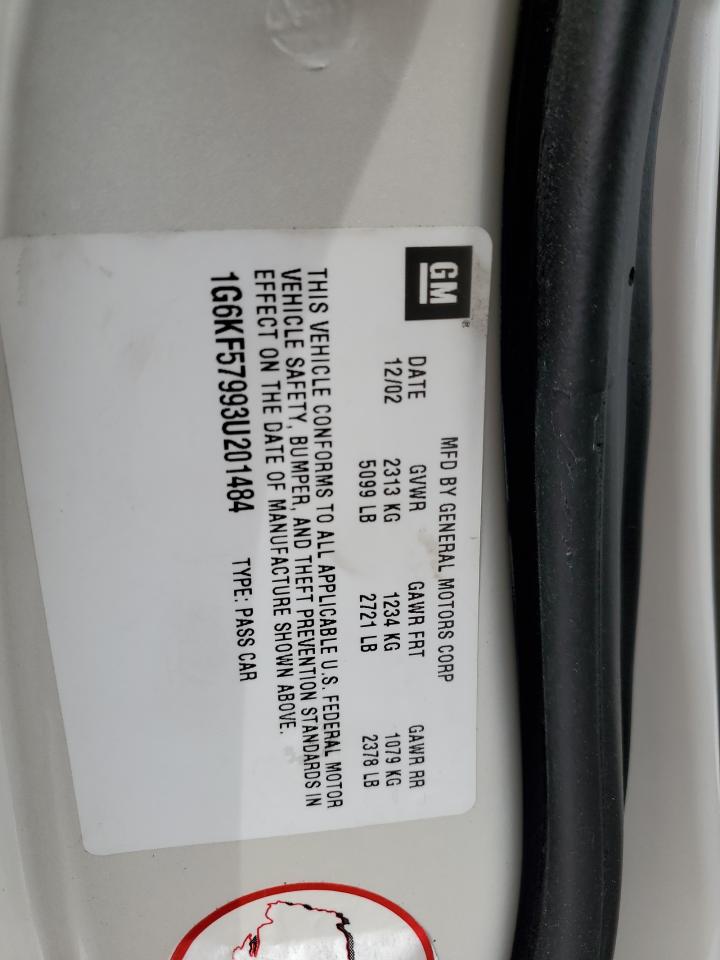 GM®
MFD BY GENERAL MOTORS CORP
DATE GVWR GAWR FRT GAWR RR
12/02 2313 KG 1234 KG 1079 KG
5099 LB 2721 LB 2378 LB
THIS VEHICLE CONFORMS TO ALL APPLICABLE U.S. FEDERAL MOTOR
VEHICLE SAFETY, BUMPER, AND THEFT PREVENTION STANDARDS IN
EFFECT ON THE DATE OF MANUFACTURE SHOWN ABOVE.
1G6KF57993U201484 TYPE: PASS CAR